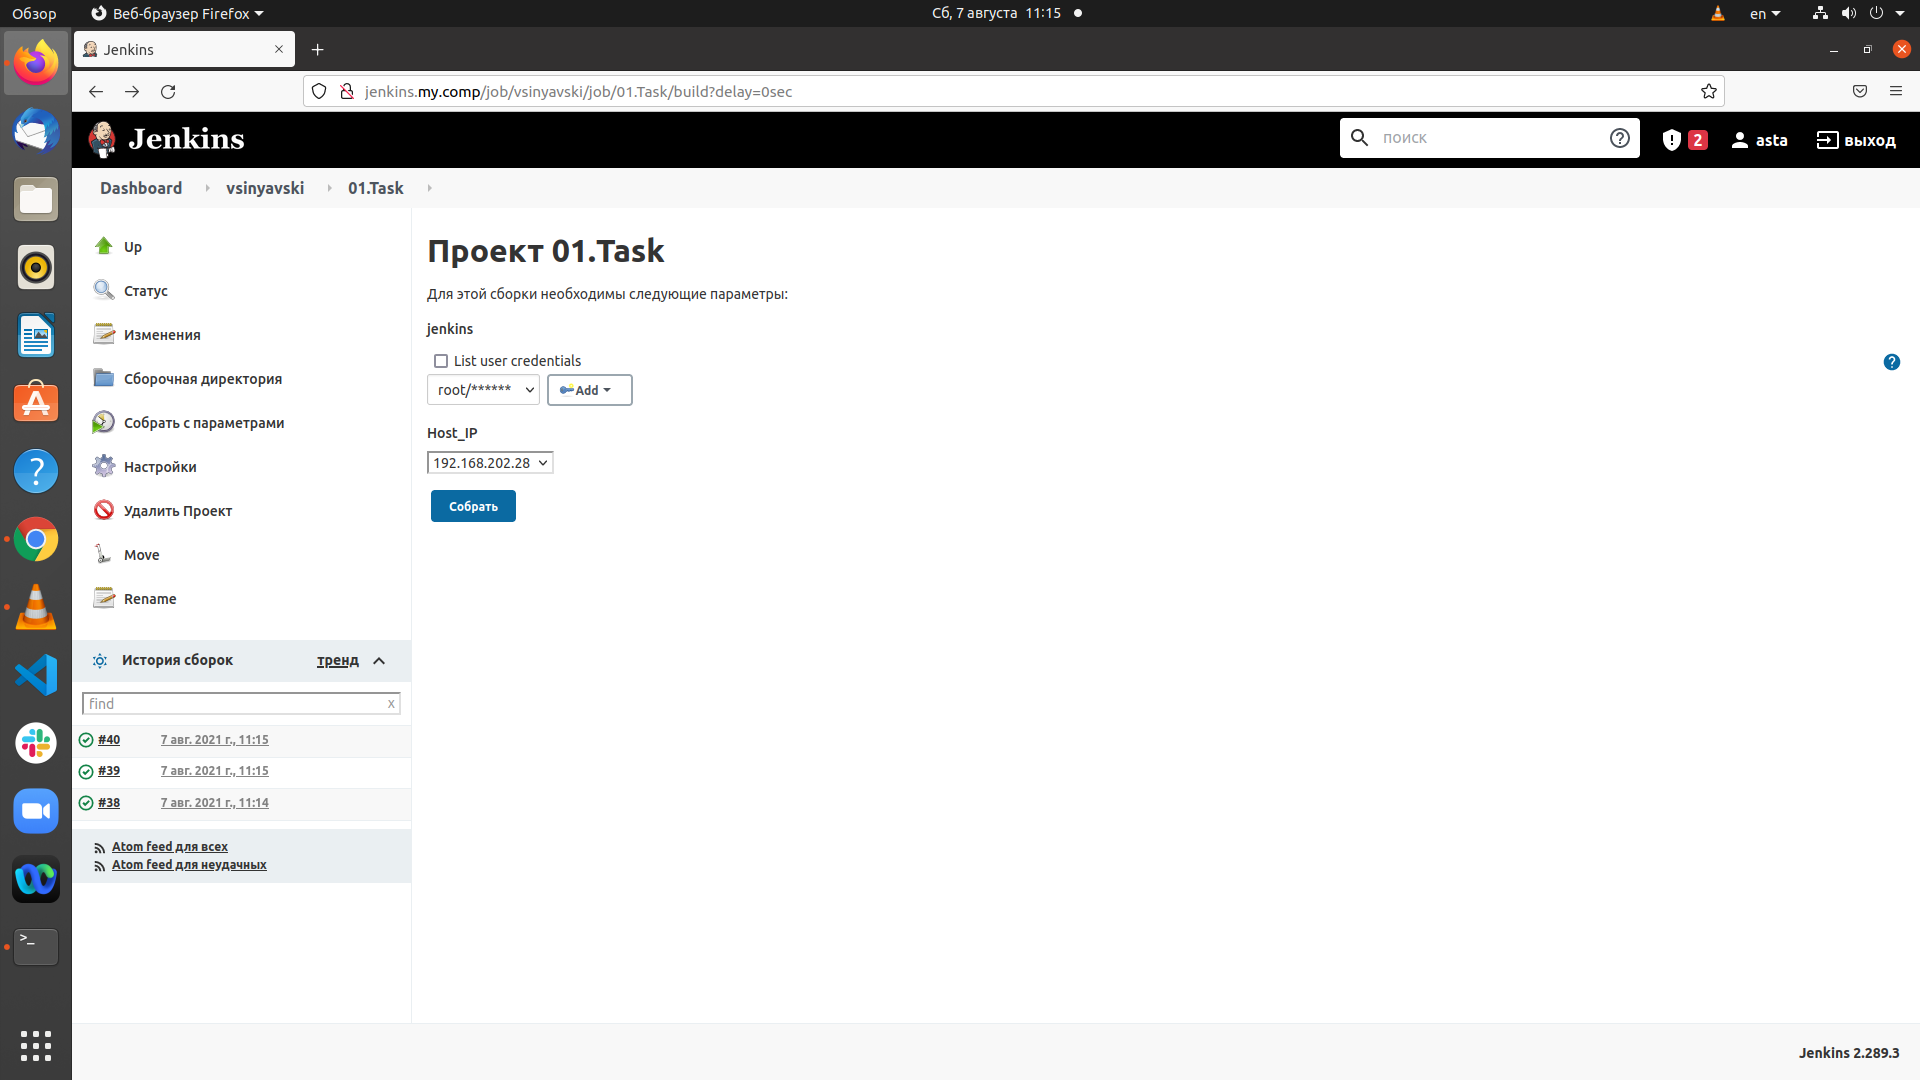 Обзор
Веб-браузер Firefox
Сб, 7 августа 11:15
en
Jenkins
jenkins.my.comp/job/vsinyavski/job/01.Task/build?delay=0sec
Jenkins
поиск
2
asta
выход
Dashboard
vsinyavski
01.Task
Up
Статус
Изменения
Сборочная директория
Собрать с параметрами
Настройки
Удалить Проект
Move
Rename
История сборок
тренд
find
x
#40 7 авг. 2021 г., 11:15
#39 7 авг. 2021 г., 11:15
#38 7 авг. 2021 г., 11:14
Atom feed для всех
Atom feed для неудачных
Проект 01.Task
Для этой сборки необходимы следующие параметры:
jenkins
List user credentials
root/******
Add
Host_IP
192.168.202.28
Собрать
Jenkins 2.289.3